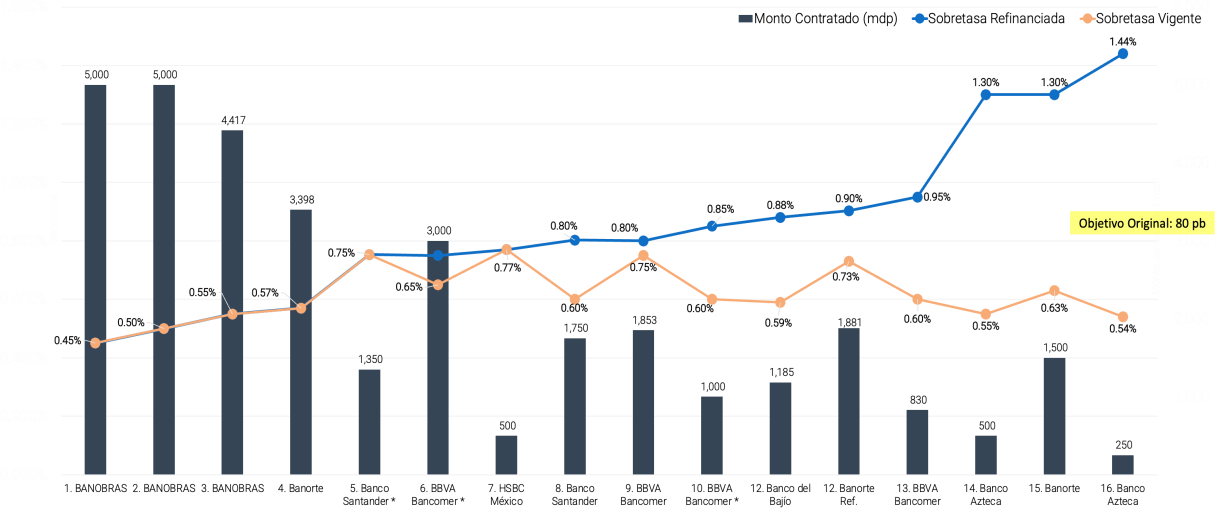 Monto Contratado (mdp) Sobretasa Refinanciada Sobretasa Vigente
1.44%
5,000 5,000 1.30% 1.30%
4,417
3,398
0.95%
0.90%
0.88%
0.85%
0.80% 0.80%
Objetivo Original: 80 pb
3,000
0.75%
0.77% 0.75%
0.73%
0.65%
0.55% 0.57%
0.60% 0.60% 0.59% 0.60% 0.55% 0.63% 0.54%
0.50%
0.45%
1,750 1,853 1,881
1,350 1,185 1,500
1,000
830
500 500
250
1. BANOBRAS 2. BANOBRAS 3. BANOBRAS 4. Banorte 5. Banco 6. BBVA 7. HSBC 8. Banco 9. BBVA 10. BBVA 12. Banco del 12. Banorte 13. BBVA 14. Banco 15. Banorte 16. Banco
Santander * Bancomer * México Santander Bancomer Bancomer * Bajío Ref. Bancomer Azteca Azteca